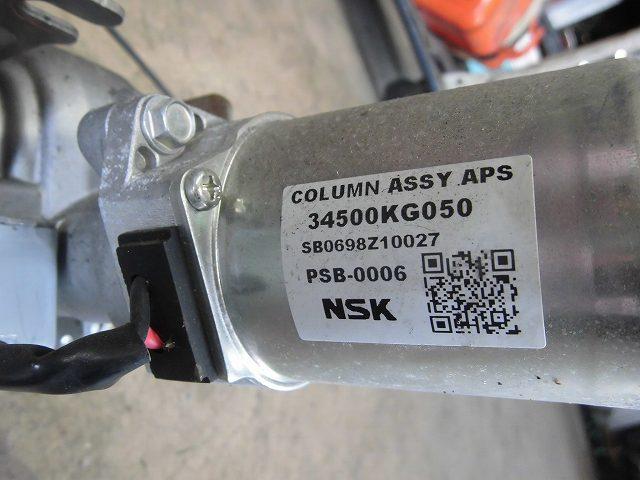 COLUMN ASSY APS
34500KG050
SB0698Z10027
PSB-0006
NSK